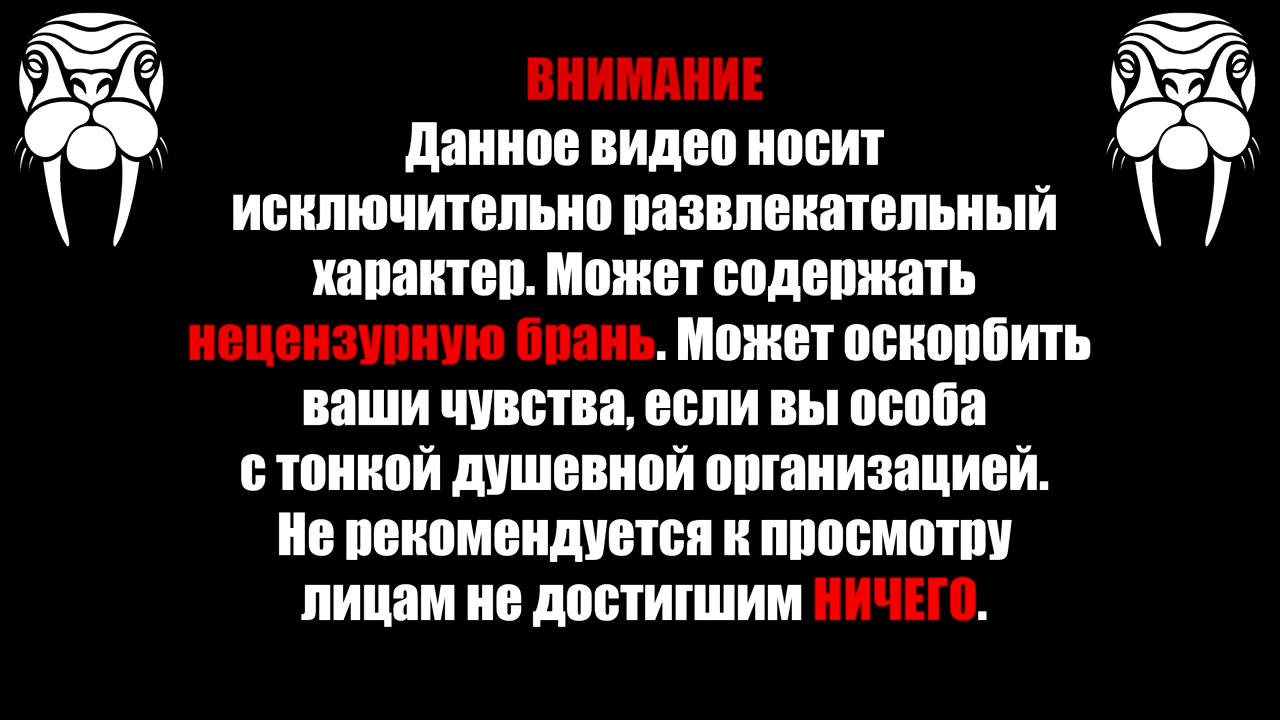 ВНИМАНИЕ
Данное видео носит
исключительно развлекательный
характер. Может содержать
нецензурную брань. Может оскорбить
ваши чувства, если вы особа
с тонкой душевной организацией.
Не рекомендуется к просмотру
лицам не достигшим НИЧЕГО.